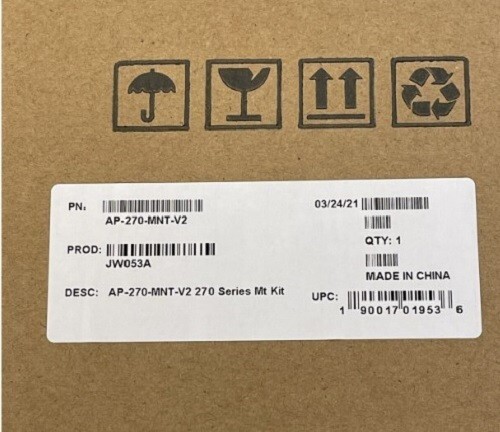 PN: 03/24/21
AP-270-MNT-V2
QTY: 1
PROD:
JW053A
MADE IN CHINA
DESC: AP-270-MNT-V2 270 Series Mt Kit
UPC:
1 90017 01953 6